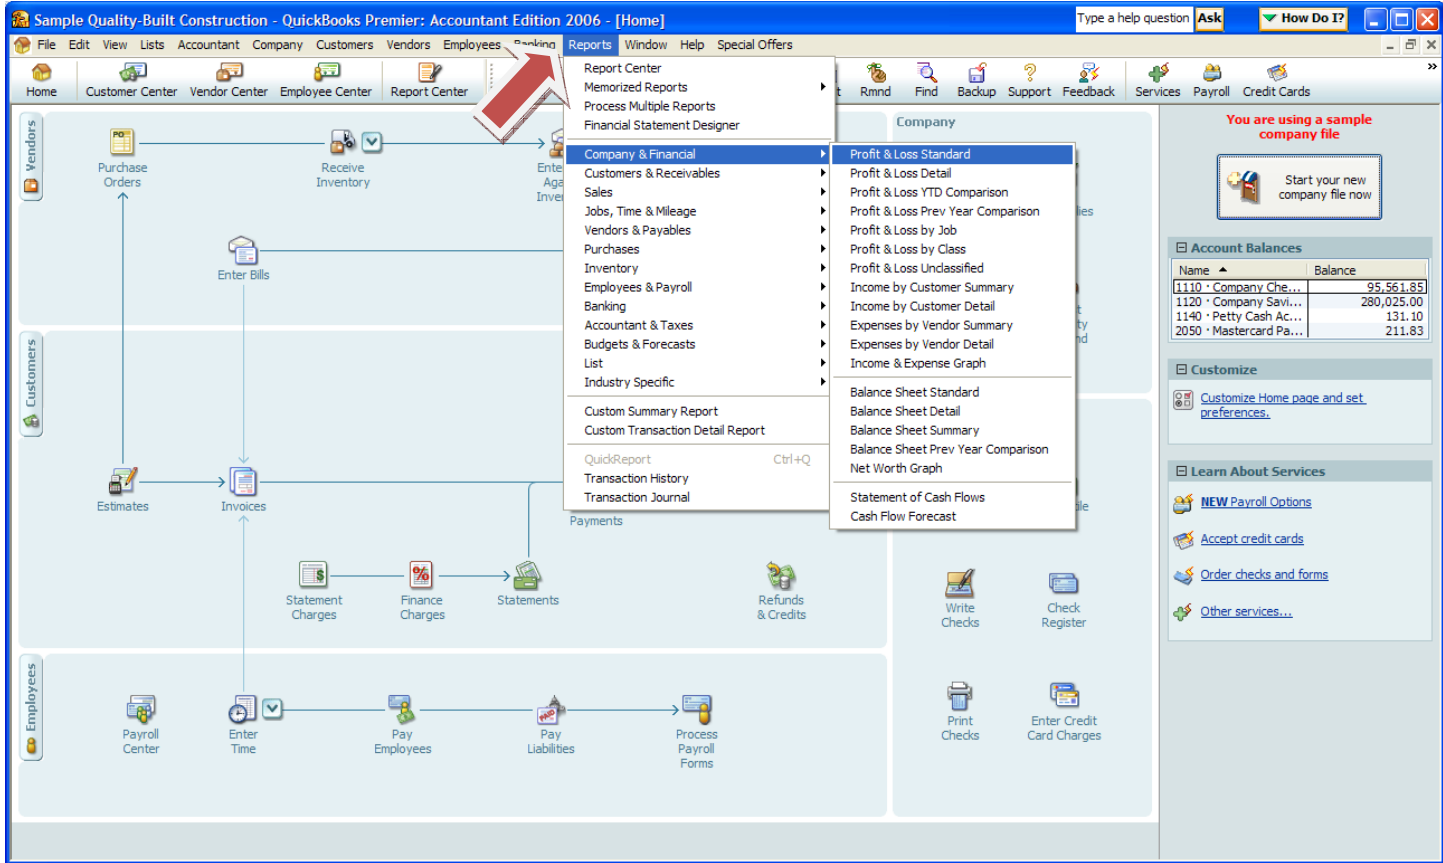 Sample Quality-Built Construction - QuickBooks Premier: Accountant Edition 2006 - [Home]
Type a help question Ask How Do I?
File Edit View Lists Accountant Company Customers Vendors Employees Banking Reports Window Help Special Offers
Home Customer Center Vendor Center Employee Center Report Center Rmnd Find Backup Support Feedback Services Payroll Credit Cards »
Report Center
Memorized Reports
Process Multiple Reports
Financial Statement Designer
Company & Financial
Customers & Receivables
Sales
Jobs, Time & Mileage
Vendors & Payables
Purchases
Inventory
Employees & Payroll
Banking
Accountant & Taxes
Budgets & Forecasts
List
Industry Specific
Custom Summary Report
Custom Transaction Detail Report
QuickReport Ctrl+Q
Transaction History
Transaction Journal
Profit & Loss Standard
Profit & Loss Detail
Profit & Loss YTD Comparison
Profit & Loss Prev Year Comparison
Profit & Loss by Job
Profit & Loss by Class
Profit & Loss Unclassified
Income by Customer Summary
Income by Customer Detail
Expenses by Vendor Summary
Expenses by Vendor Detail
Income & Expense Graph
Balance Sheet Standard
Balance Sheet Detail
Balance Sheet Summary
Balance Sheet Prev Year Comparison
Net Worth Graph
Statement of Cash Flows
Cash Flow Forecast
Vendors
PO
Purchase
Orders
Receive
Inventory
Enter Bills
Customers
Estimates
Invoices
Payments
Statement
Charges
Finance
Charges
Statements
Refunds
& Credits
Employees
Payroll
Center
Enter
Time
Pay
Employees
PAID
Pay
Liabilities
Process
Payroll
Forms
Company
Write
Checks
Check
Register
Print
Checks
Enter Credit
Card Charges
You are using a sample
company file
Start your new
company file now
Account Balances
Name Balance
1110 · Company Che... 95,561.85
1120 · Company Savi... 280,025.00
1140 · Petty Cash Ac... 131.10
2050 · Mastercard Pa... 211.83
Customize
Customize Home page and set
preferences.
Learn About Services
NEW Payroll Options
Accept credit cards
Order checks and forms
Other services...